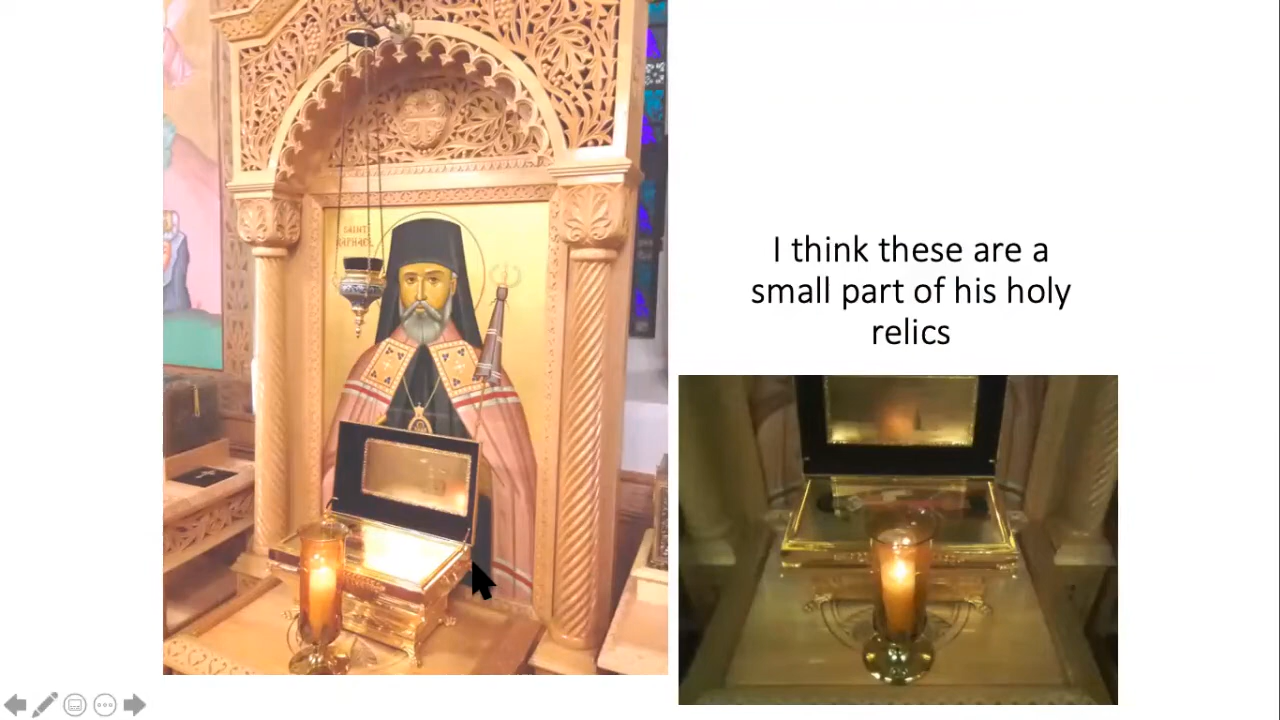 SAINT
RAPHAEL
I think these are a
small part of his holy
relics